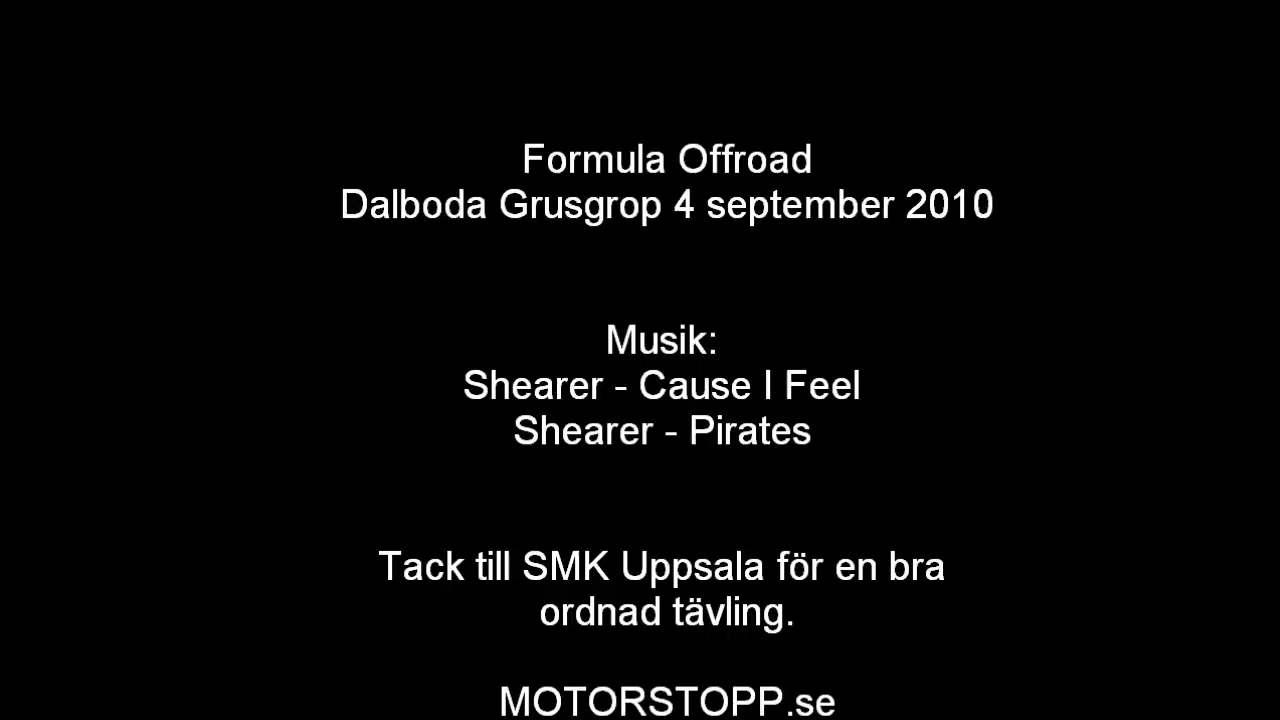 Formula Offroad
Dalboda Grusgrop 4 september 2010
Musik:
Shearer - Cause I Feel
Shearer - Pirates
Tack till SMK Uppsala för en bra
ordnad tävling.
MOTORSTOPP.se